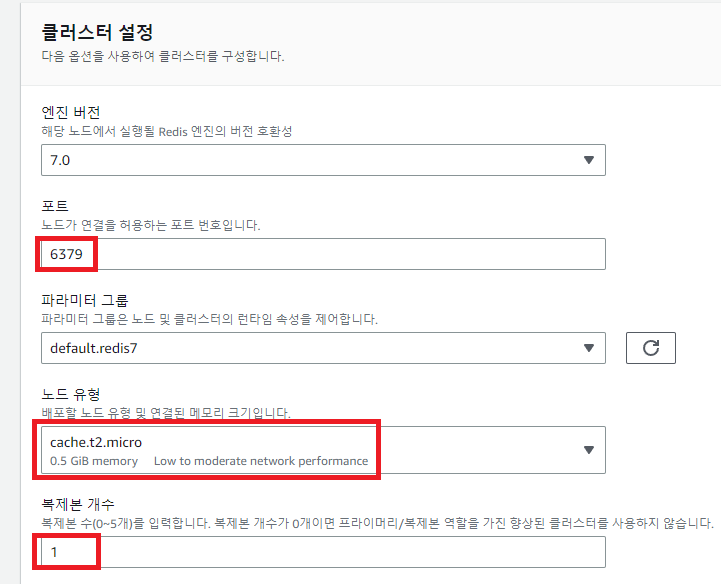 클러스터 설정
다음 옵션을 사용하여 클러스터를 구성합니다.
엔진 버전
해당 노드에서 실행될 Redis 엔진의 버전 호환성
7.0
포트
노드가 연결을 허용하는 포트 번호입니다.
6379
파라미터 그룹
파라미터 그룹은 노드 및 클러스터의 런타임 속성을 제어합니다.
default.redis7
노드 유형
배포할 노드 유형 및 연결된 메모리 크기입니다.
cache.t2.micro
0.5 GiB memory Low to moderate network performance
복제본 개수
복제본 수(0~5개)를 입력합니다. 복제본 개수가 0개이면 프라이머리/복제본 역할을 가진 향상된 클러스터를 사용하지 않습니다.
1